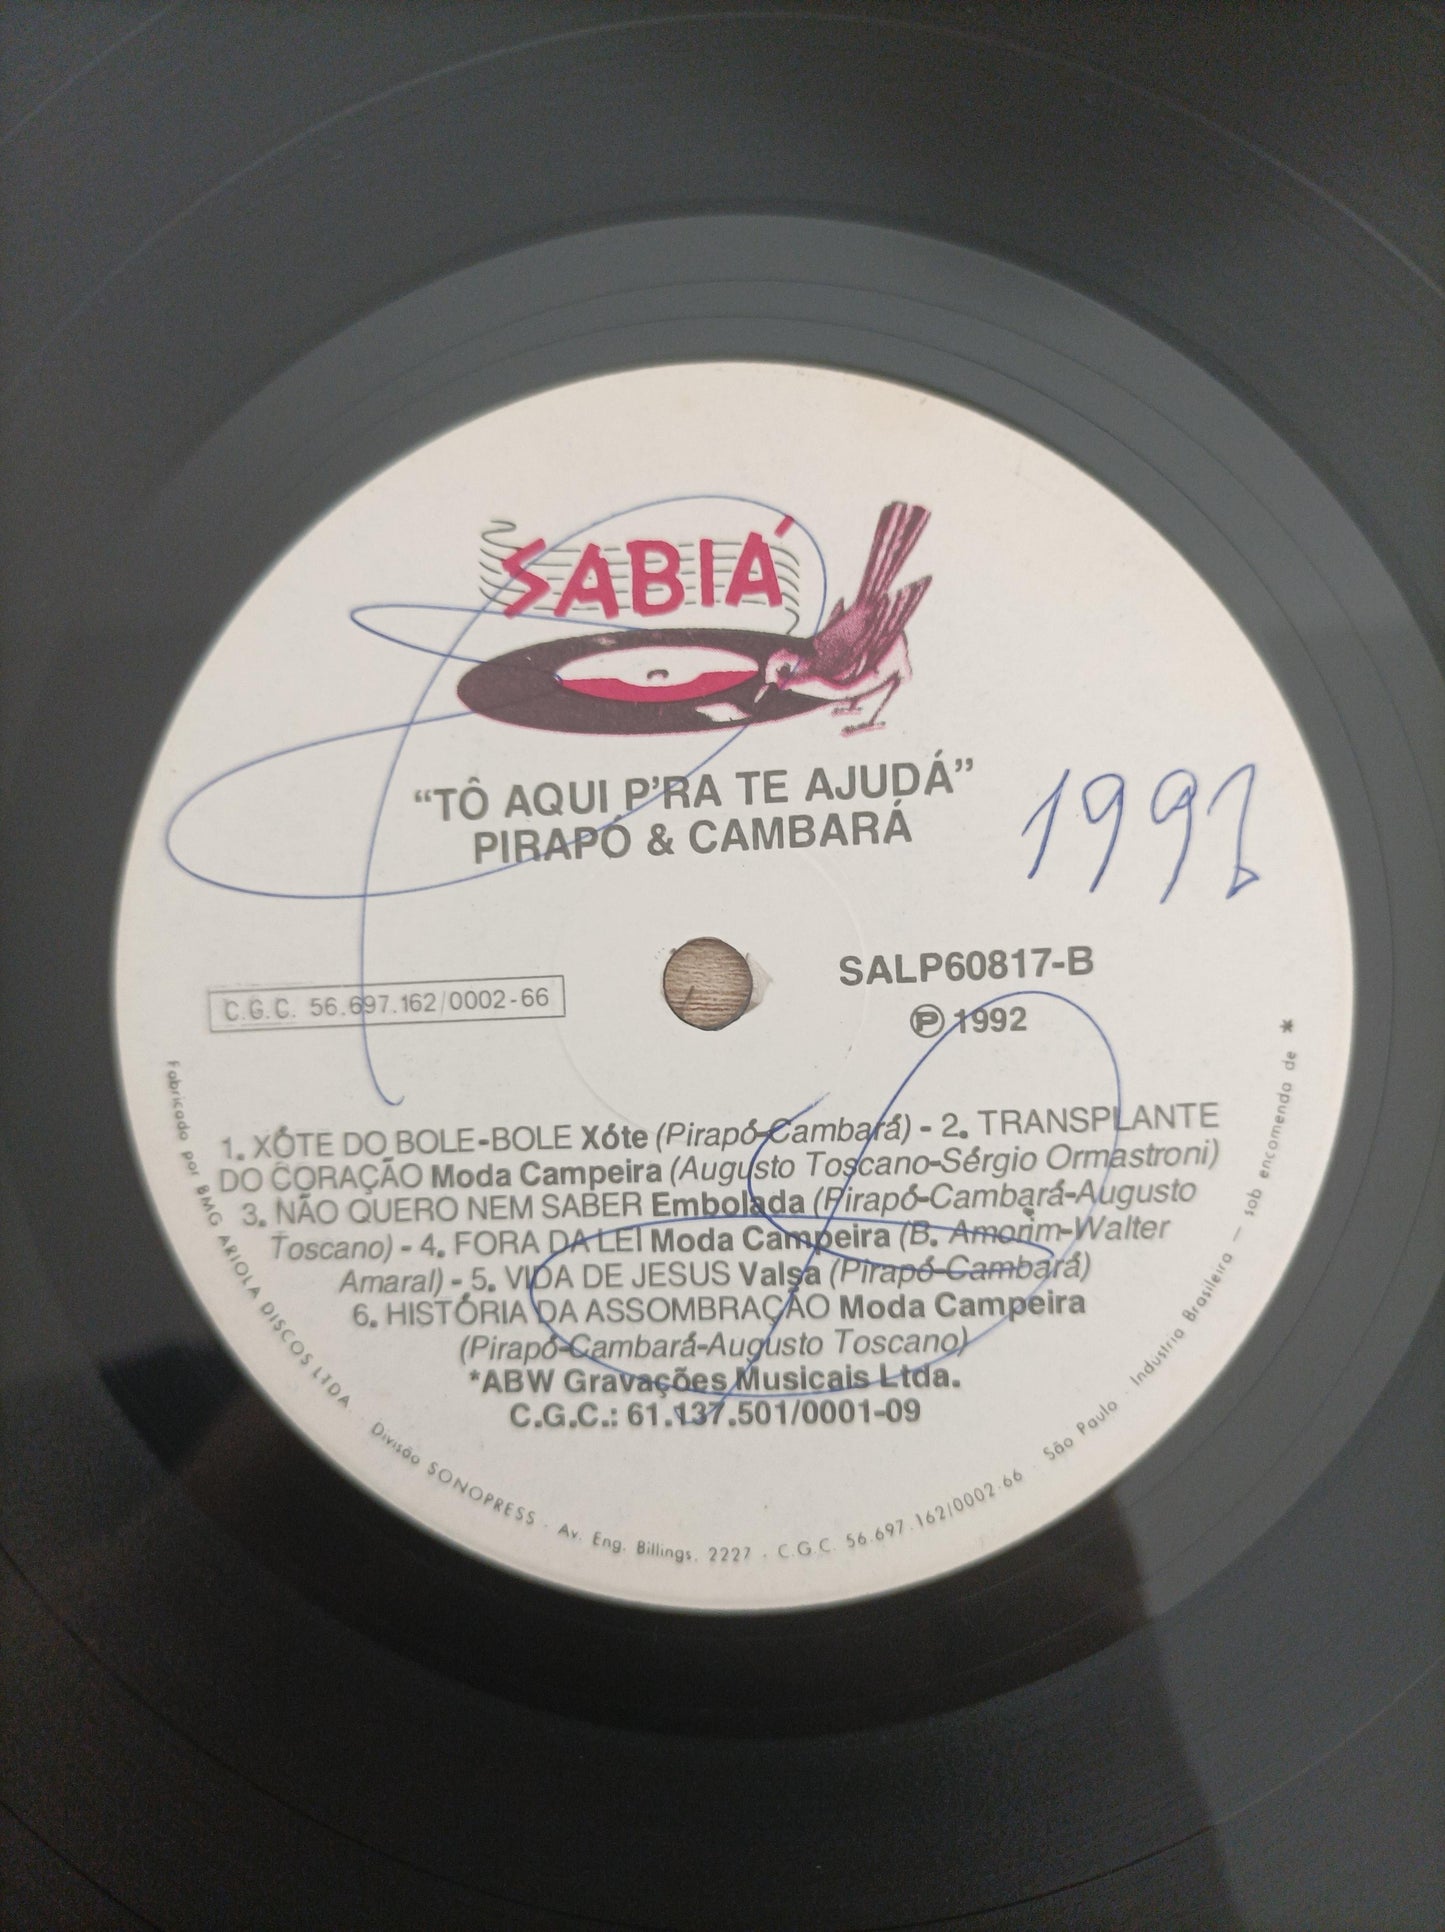 SABIÁ
“TÔ AQUI P’RA TE AJUDÁ”
PIRAPÓ & CAMBARÁ
SALP60817-B
C.G.C. 56.697.162/0002-66
Ⓟ 1992
1. XÓTE DO BOLE-BOLE Xóte (Pirapó-Cambará) - 2. TRANSPLANTE
DO CORAÇÃO Moda Campeira (Augusto Toscano-Sérgio Ormastroni)
3. NÃO QUERO NEM SABER Embolada (Pirapó-Cambará-Augusto
Toscano) - 4. FORA DA LEI Moda Campeira (B. Amorim-Walter
Amaral) - 5. VIDA DE JESUS Valsa (Pirapó-Cambará)
6. HISTÓRIA DA ASSOMBRAÇÃO Moda Campeira
(Pirapó-Cambará-Augusto Toscano)
*ABW Gravações Musicais Ltda.
C.G.C.: 61.137.501/0001-09
Fabricado por BMG ARIOLA DISCOS LTDA. Divisão SONOPRESS . Av. Eng. Billings, 2227 . C.G.C. 56.697.162/0002-66 . São Paulo . Industria Brasileira — sob encomenda de *